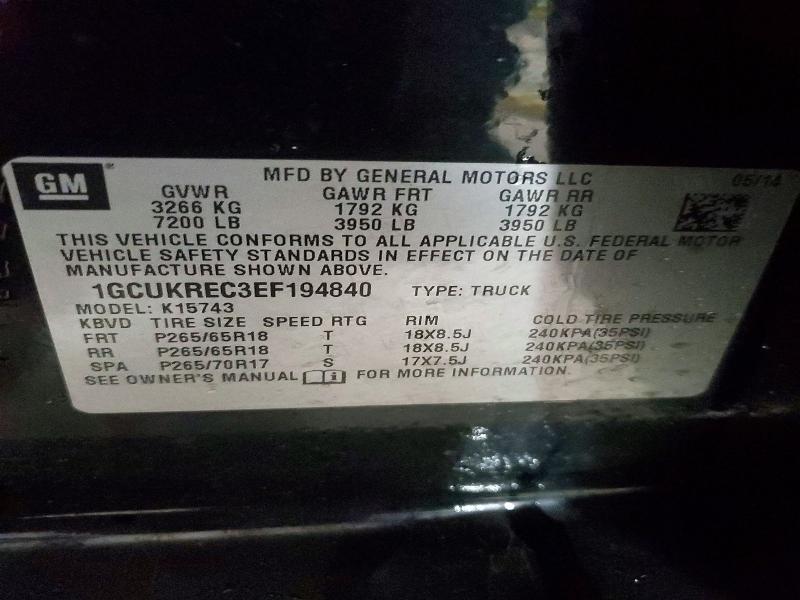 GM
MFD BY GENERAL MOTORS LLC 05/14
GVWR GAWR FRT GAWR RR
3266 KG 1792 KG 1792 KG
7200 LB 3950 LB 3950 LB
THIS VEHICLE CONFORMS TO ALL APPLICABLE U.S. FEDERAL MOTOR
VEHICLE SAFETY STANDARDS IN EFFECT ON THE DATE OF
MANUFACTURE SHOWN ABOVE.
1GCUKREC3EF194840 TYPE: TRUCK
MODEL: K15743
KBVD TIRE SIZE SPEED RTG RIM COLD TIRE PRESSURE
FRT P265/65R18 T 18X8.5J 240KPA(35PSI)
RR P265/65R18 T 18X8.5J 240KPA(35PSI)
SPA P265/70R17 S 17X7.5J 240KPA(35PSI)
SEE OWNER'S MANUAL FOR MORE INFORMATION.